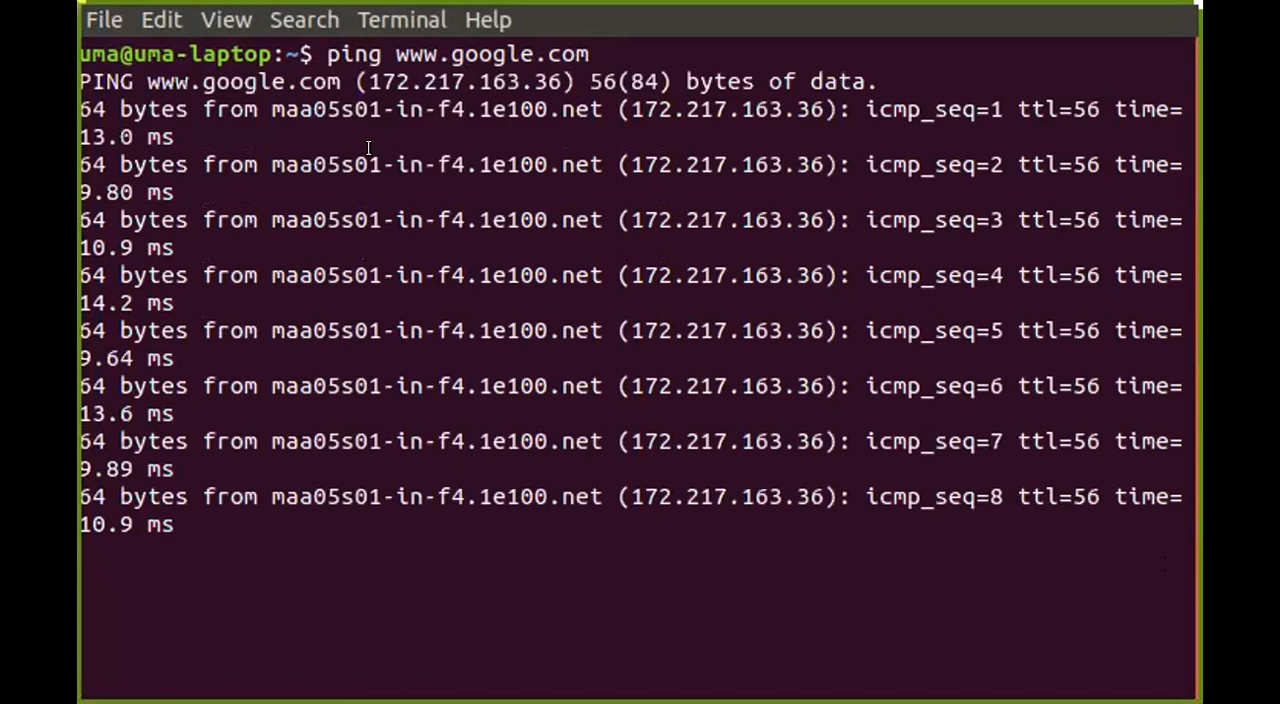 File Edit View Search Terminal Help
uma@uma-laptop:~$ ping www.google.com
PING www.google.com (172.217.163.36) 56(84) bytes of data.
64 bytes from maa05s01-in-f4.1e100.net (172.217.163.36): icmp_seq=1 ttl=56 time=
13.0 ms
64 bytes from maa05s01-in-f4.1e100.net (172.217.163.36): icmp_seq=2 ttl=56 time=
9.80 ms
64 bytes from maa05s01-in-f4.1e100.net (172.217.163.36): icmp_seq=3 ttl=56 time=
10.9 ms
64 bytes from maa05s01-in-f4.1e100.net (172.217.163.36): icmp_seq=4 ttl=56 time=
14.2 ms
64 bytes from maa05s01-in-f4.1e100.net (172.217.163.36): icmp_seq=5 ttl=56 time=
9.64 ms
64 bytes from maa05s01-in-f4.1e100.net (172.217.163.36): icmp_seq=6 ttl=56 time=
13.6 ms
64 bytes from maa05s01-in-f4.1e100.net (172.217.163.36): icmp_seq=7 ttl=56 time=
9.89 ms
64 bytes from maa05s01-in-f4.1e100.net (172.217.163.36): icmp_seq=8 ttl=56 time=
10.9 ms